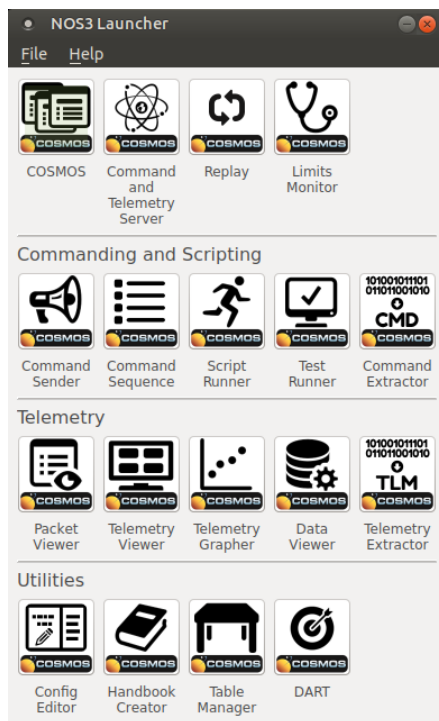 NOS3 Launcher
File Help
COSMOS COSMOS COSMOS COSMOS
COSMOS
Command
and
Telemetry
Server
Replay
Limits
Monitor
Commanding and Scripting
101001011101
011011001010
CMD
COSMOS COSMOS COSMOS COSMOS COSMOS
Command
Sender
Command
Sequence
Script
Runner
Test
Runner
Command
Extractor
Telemetry
10100101101
011011001010
TLM
COSMOS COSMOS COSMOS COSMOS COSMOS
Packet
Viewer
Telemetry
Viewer
Telemetry
Grapher
Data
Viewer
Telemetry
Extractor
Utilities
COSMOS COSMOS COSMOS COSMOS
Config
Editor
Handbook
Creator
Table
Manager
DART